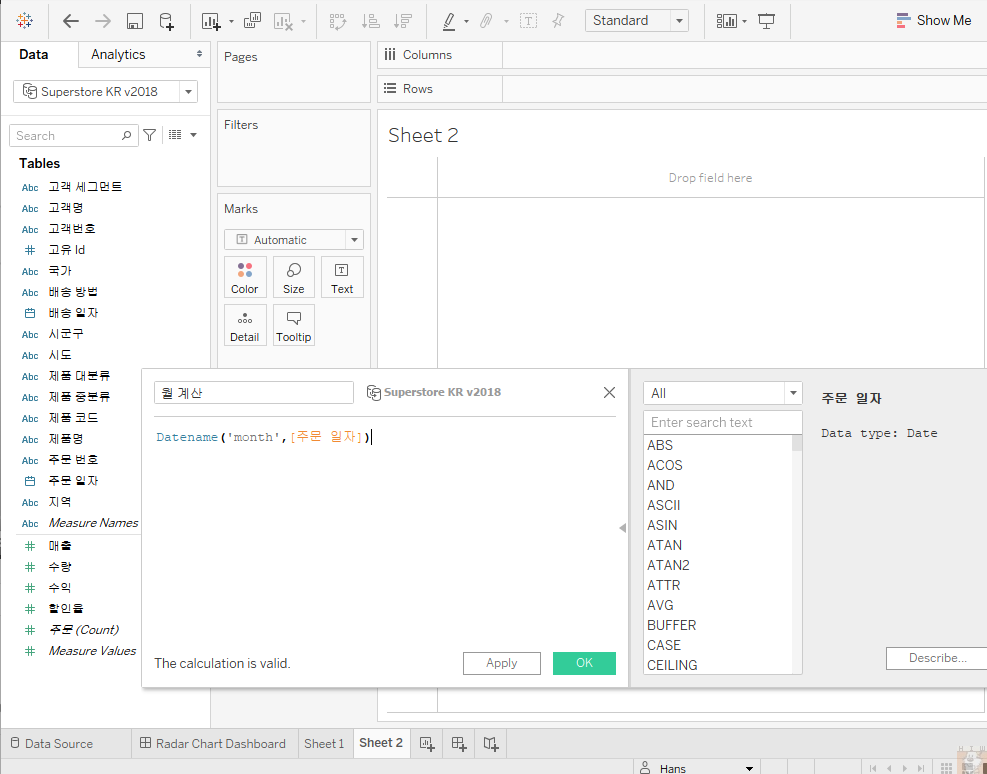 Standard
Show Me
Data
Analytics
Pages
Columns
Superstore KR v2018
Rows
Search
Filters
Sheet 2
Tables
Drop field here
Abc 고객 세그먼트
Abc 고객명
Abc 고객번호
# 고유 Id
Abc 국가
Abc 배송 방법
배송 일자
Abc 시군구
Abc 시도
Abc 제품 대분류
Abc 제품 중분류
Abc 제품 코드
Abc 제품명
Abc 주문 번호
주문 일자
Abc 지역
Abc Measure Names
# 매출
# 수량
# 수익
# 할인율
# 주문 (Count)
# Measure Values
Marks
T Automatic
Color
Size
T Text
Detail
Tooltip
월 계산
Superstore KR v2018
Datename('month',[주문 일자])
The calculation is valid.
Apply
OK
All
Enter search text
ABS
ACOS
AND
ASCII
ASIN
ATAN
ATAN2
ATTR
AVG
BUFFER
CASE
CEILING
주문 일자
Data type: Date
Describe...
Data Source
Radar Chart Dashboard
Sheet 1
Sheet 2
Hans